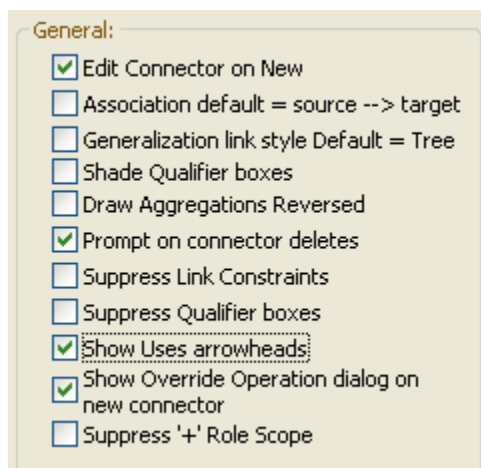 General:
Edit Connector on New
Association default = source --> target
Generalization link style Default = Tree
Shade Qualifier boxes
Draw Aggregations Reversed
Prompt on connector deletes
Suppress Link Constraints
Suppress Qualifier boxes
Show Uses arrowheads
Show Override Operation dialog on
new connector
Suppress '+' Role Scope